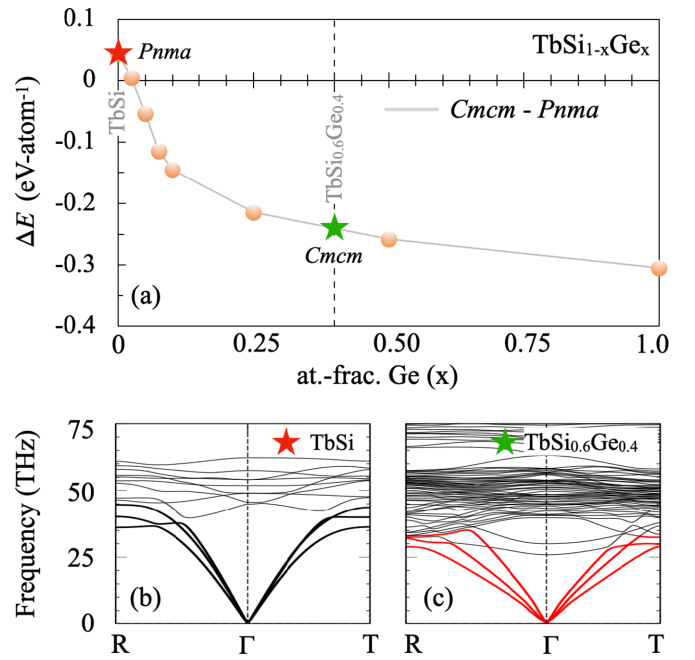 0.1
TbSi₁₋ₓGeₓ
Pnma
0
TbSi
TbSi₀.₆Ge₀.₄
Cmcm - Pnma
-0.1
ΔE (eV-atom⁻¹)
-0.2
Cmcm
-0.3
(a)
-0.4
0 0.25 0.50 0.75 1.0
at.-frac. Ge (x)
75
TbSi
TbSi₀.₆Ge₀.₄
50
Frequency (THz)
25
(b)
(c)
0
R Γ T
R Γ T